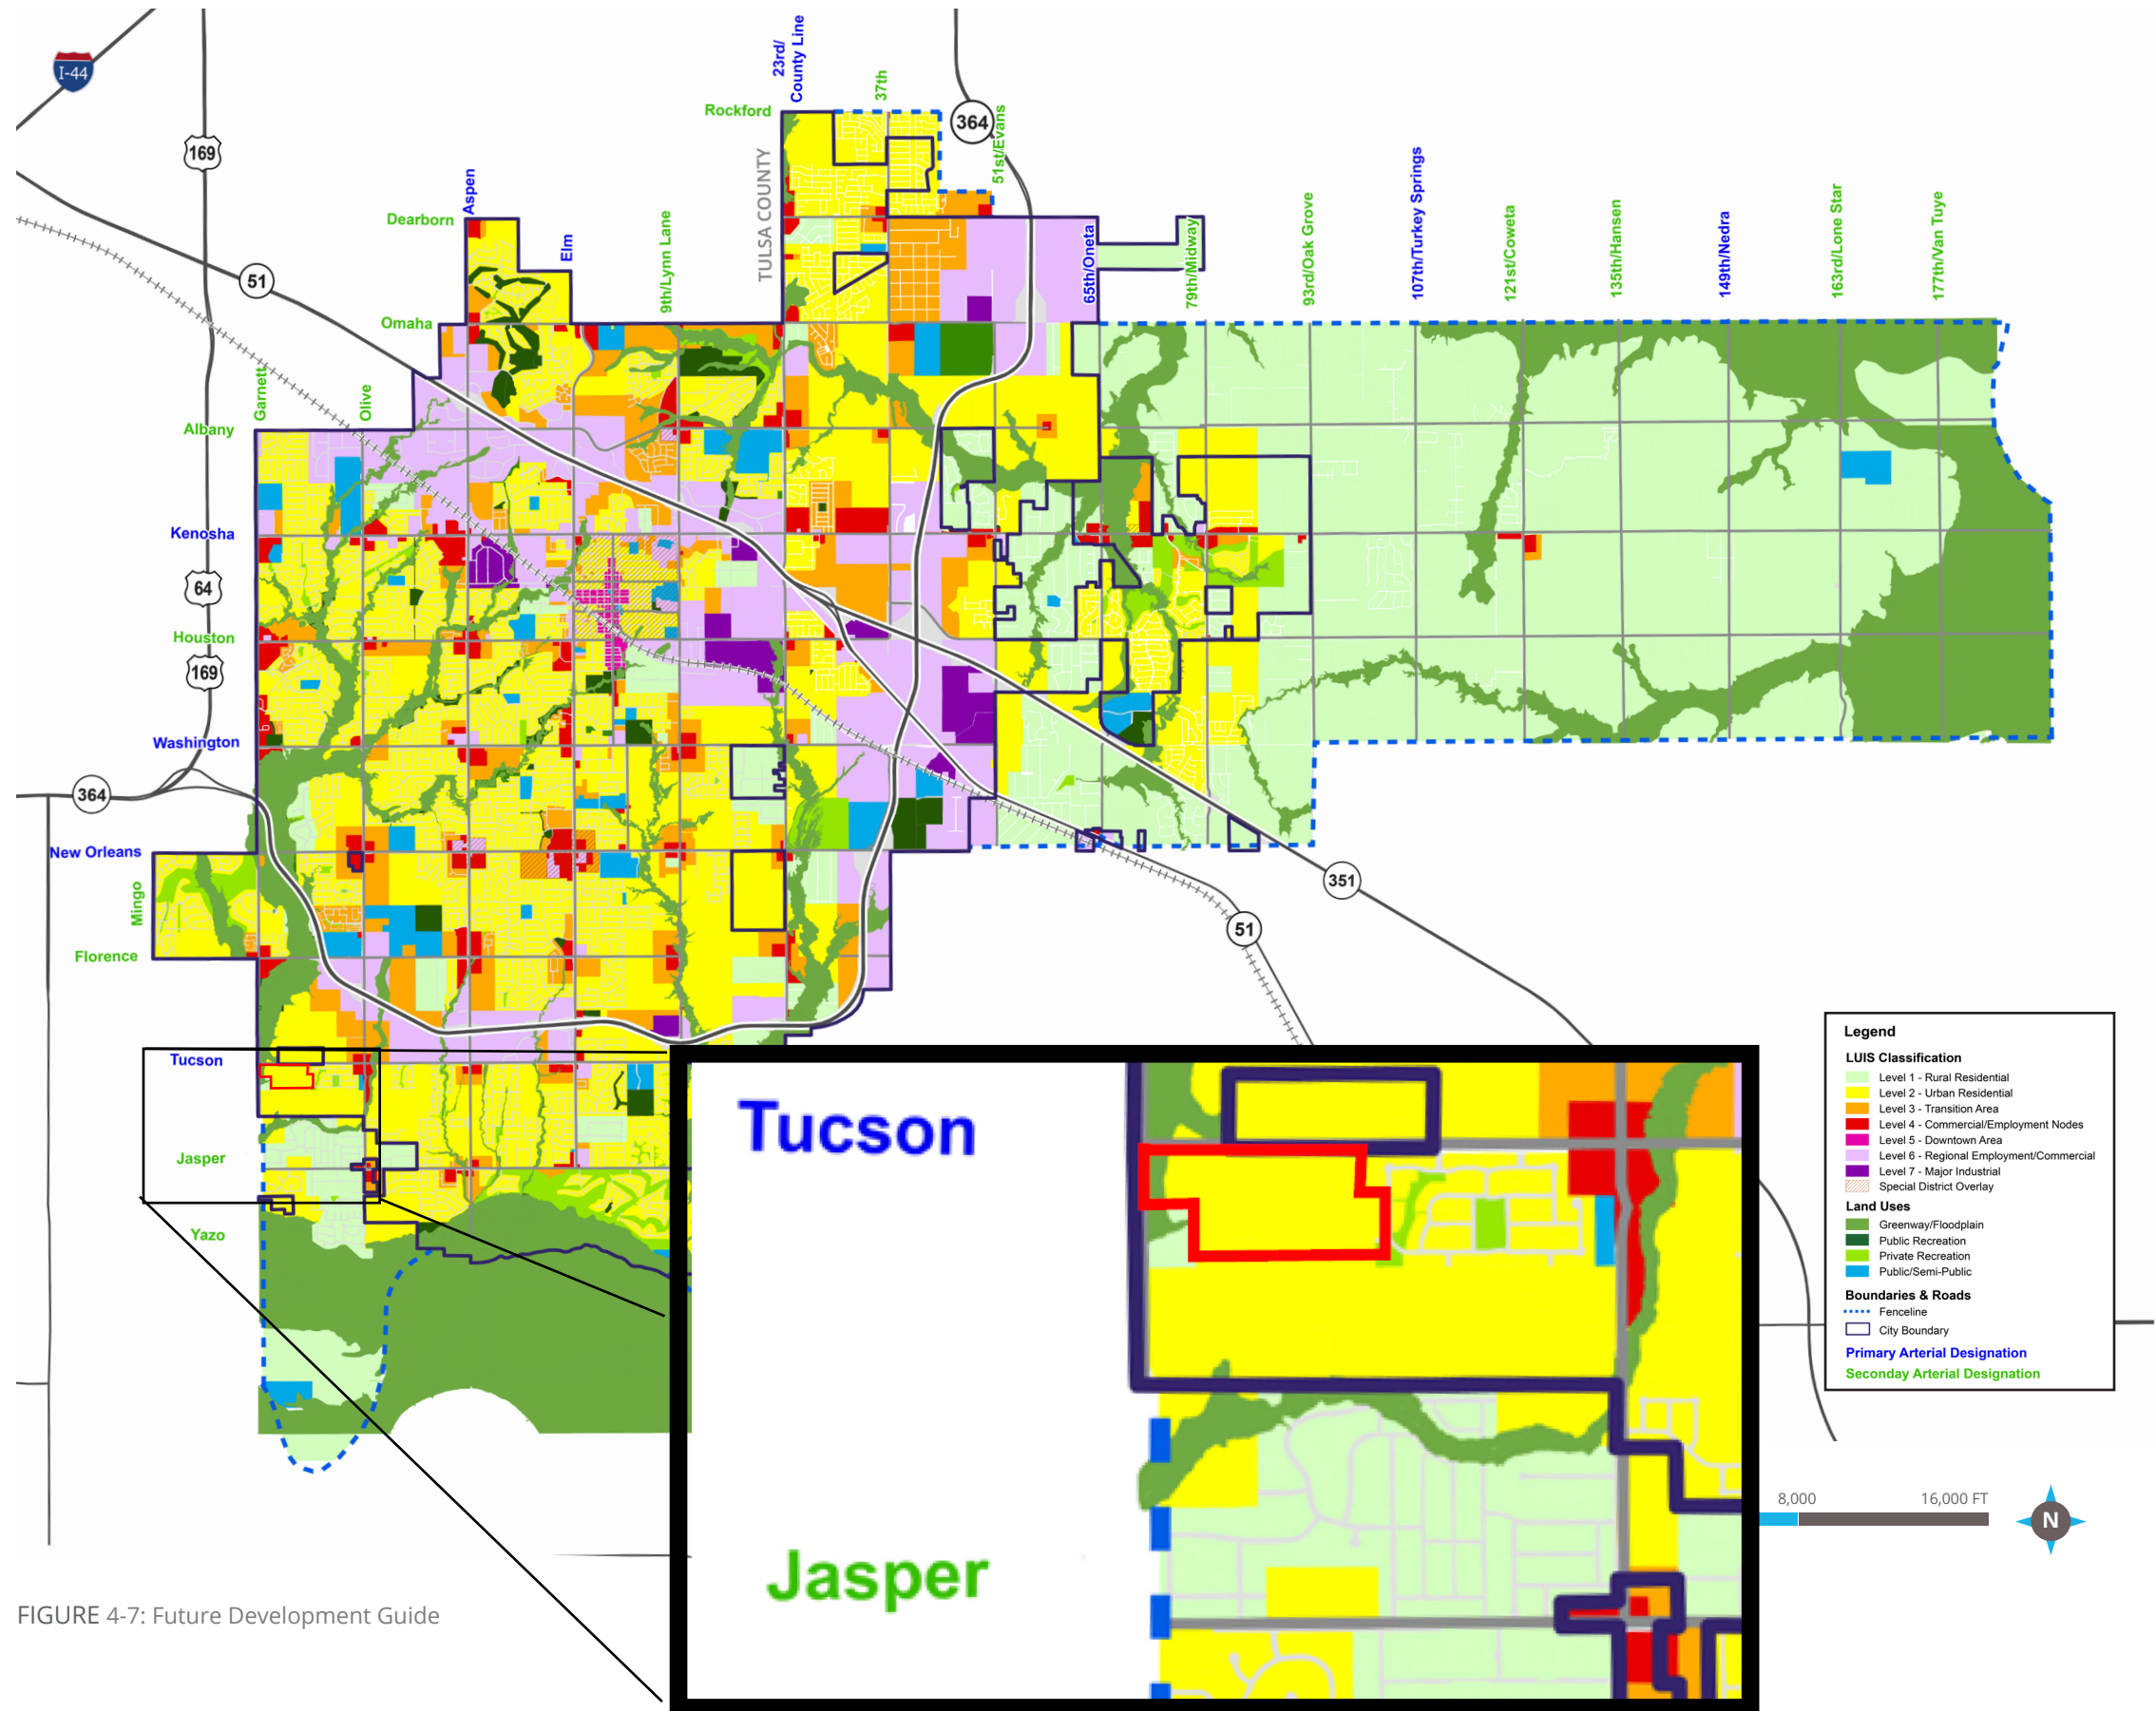 23rd/
County Line
37th
I-44
Rockford
364
51st/Evans
169
TULSA COUNTY
Aspen
107th/Turkey Springs
Dearborn
9th/Lynn Lane
Elm
65th/Oneta
79th/Midway
93rd/Oak Grove
121st/Coweta
135th/Hansen
149th/Nedra
163rd/Lone Star
177th/Van Tuye
51
Omaha
Garnett
Olive
Albany
Kenosha
64
Houston
169
Washington
364
New Orleans
Mingo
351
51
Florence
Tucson
Jasper
Yazo
Tucson
Jasper
Legend
LUIS Classification
Level 1 - Rural Residential
Level 2 - Urban Residential
Level 3 - Transition Area
Level 4 - Commercial/Employment Nodes
Level 5 - Downtown Area
Level 6 - Regional Employment/Commercial
Level 7 - Major Industrial
Special District Overlay
Land Uses
Greenway/Floodplain
Public Recreation
Private Recreation
Public/Semi-Public
Boundaries & Roads
Fenceline
City Boundary
Primary Arterial Designation
Seconday Arterial Designation
8,000 16,000 FT
N
FIGURE 4-7: Future Development Guide